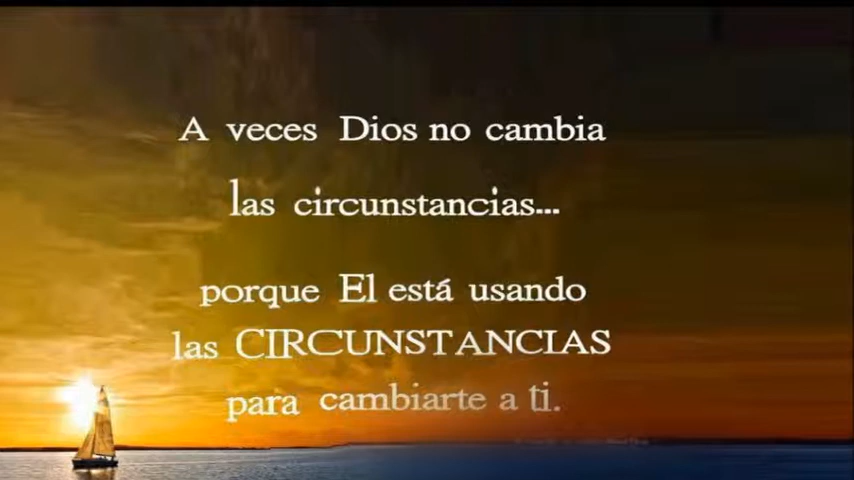 A veces Dios no cambia
las circunstancias...
porque El está usando
las CIRCUNSTANCIAS
para cambiarte a ti.